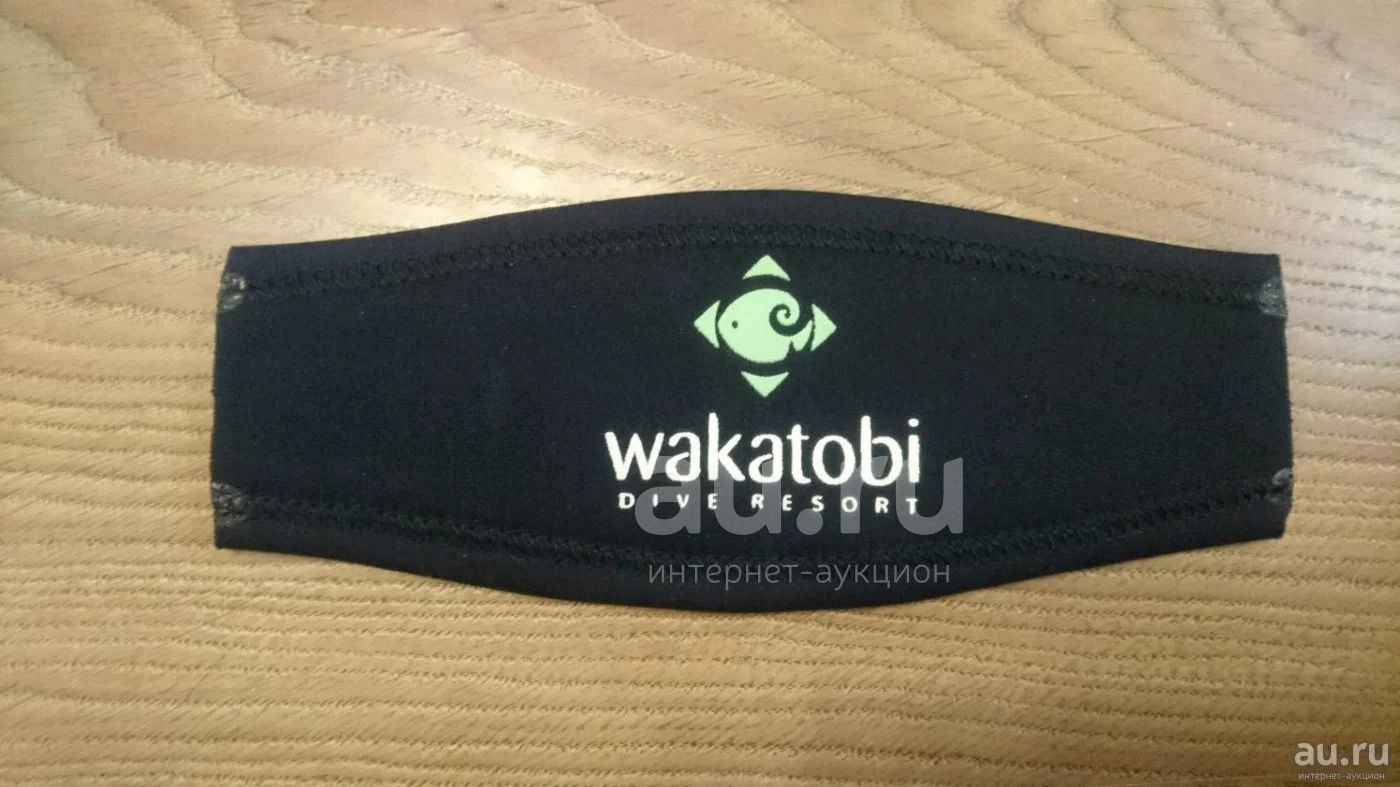 wakatobi
DIVE RESORT
au.ru
интернет-аукцион
au.ru
интернет-аукцион